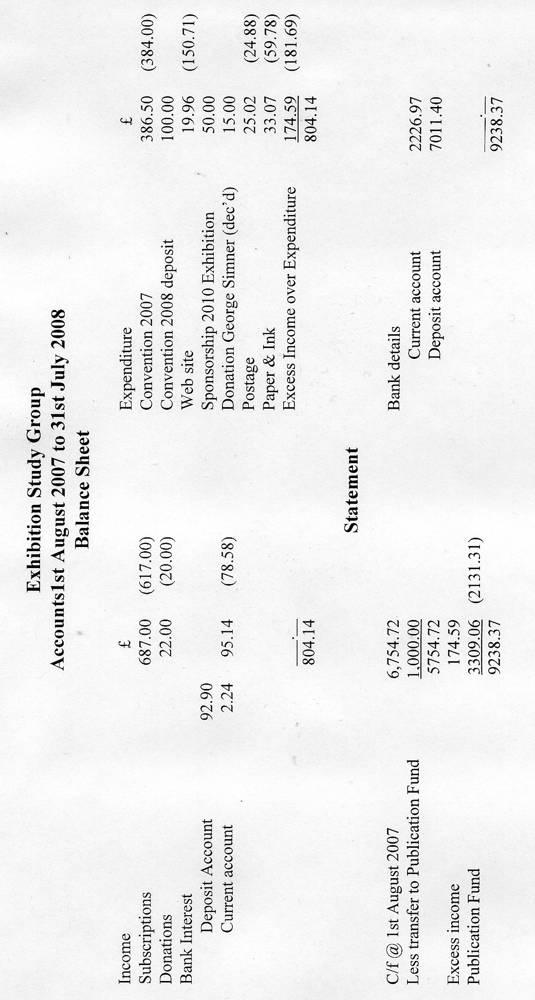 Exhibition Study Group
Accounts1st August 2007 to 31st July 2008
Balance Sheet
Income £ Expenditure £
Subscriptions 687.00 (617.00) Convention 2007 386.50 (384.00)
Donations 22.00 (20.00) Convention 2008 deposit 100.00
Bank Interest Web site 19.96 (150.71)
Deposit Account 92.90 Sponsorship 2010 Exhibition 50.00
Current account 2.24 95.14 (78.58) Donation George Simner (dec’d) 15.00
Postage 25.02 (24.88)
Paper & Ink 33.07 (59.78)
Excess Income over Expenditure 174.59 (181.69)
804.14 804.14
Statement
C/f @ 1st August 2007 6,754.72 Bank details
Less transfer to Publication Fund 1,000.00 Current account 2226.97
5754.72 Deposit account 7011.40
Excess income 174.59
Publication Fund 3309.06 (2131.31)
9238.37 9238.37